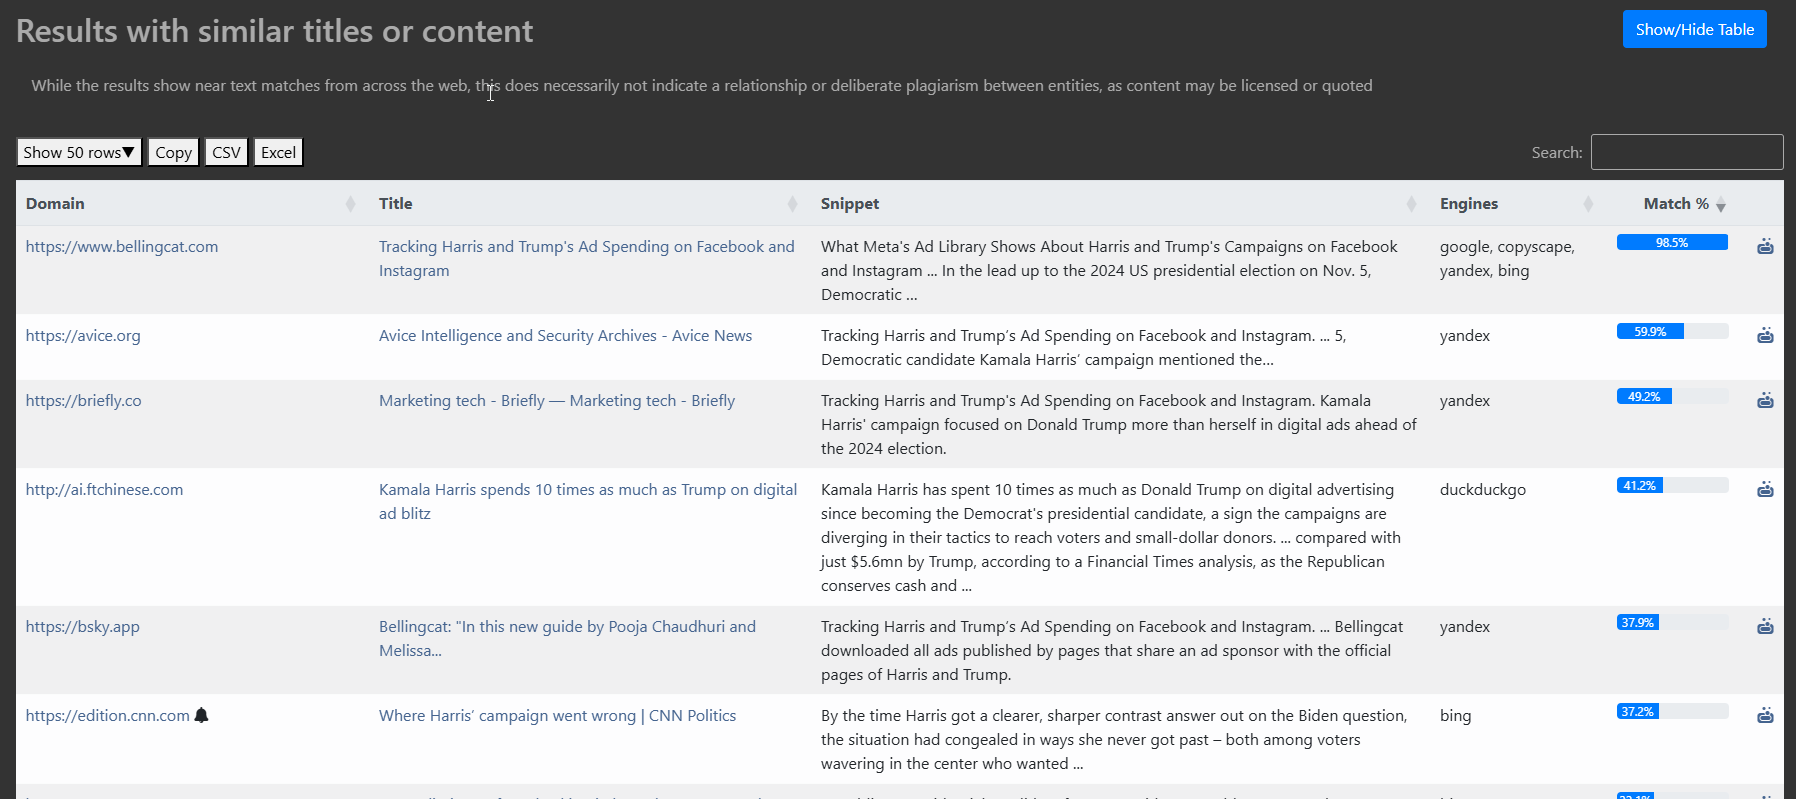 Results with similar titles or content
Show/Hide Table
While the results show near text matches from across the web, this does necessarily not indicate a relationship or deliberate plagiarism between entities, as content may be licensed or quoted
Show 50 rows▼ Copy CSV Excel
Search:
Domain Title Snippet Engines Match %
https://www.bellingcat.com
Tracking Harris and Trump's Ad Spending on Facebook and
Instagram
What Meta's Ad Library Shows About Harris and Trump's Campaigns on Facebook
and Instagram ... In the lead up to the 2024 US presidential election on Nov. 5,
Democratic ...
google, copyscape,
yandex, bing
98.5%
https://avice.org
Avice Intelligence and Security Archives - Avice News
Tracking Harris and Trump’s Ad Spending on Facebook and Instagram. ... 5,
Democratic candidate Kamala Harris’ campaign mentioned the...
yandex
59.9%
https://briefly.co
Marketing tech - Briefly — Marketing tech - Briefly
Tracking Harris and Trump's Ad Spending on Facebook and Instagram. Kamala
Harris' campaign focused on Donald Trump more than herself in digital ads ahead of
the 2024 election.
yandex
49.2%
http://ai.ftchinese.com
Kamala Harris spends 10 times as much as Trump on digital
ad blitz
Kamala Harris has spent 10 times as much as Donald Trump on digital advertising
since becoming the Democrat's presidential candidate, a sign the campaigns are
diverging in their tactics to reach voters and small-dollar donors. ... compared with
just $5.6mn by Trump, according to a Financial Times analysis, as the Republican
conserves cash and ...
duckduckgo
41.2%
https://bsky.app
Bellingcat: "In this new guide by Pooja Chaudhuri and
Melissa...
Tracking Harris and Trump’s Ad Spending on Facebook and Instagram. ... Bellingcat
downloaded all ads published by pages that share an ad sponsor with the official
pages of Harris and Trump.
yandex
37.9%
https://edition.cnn.com
Where Harris’ campaign went wrong | CNN Politics
By the time Harris got a clearer, sharper contrast answer out on the Biden question,
the situation had congealed in ways she never got past – both among voters
wavering in the center who wanted ...
bing
37.2%